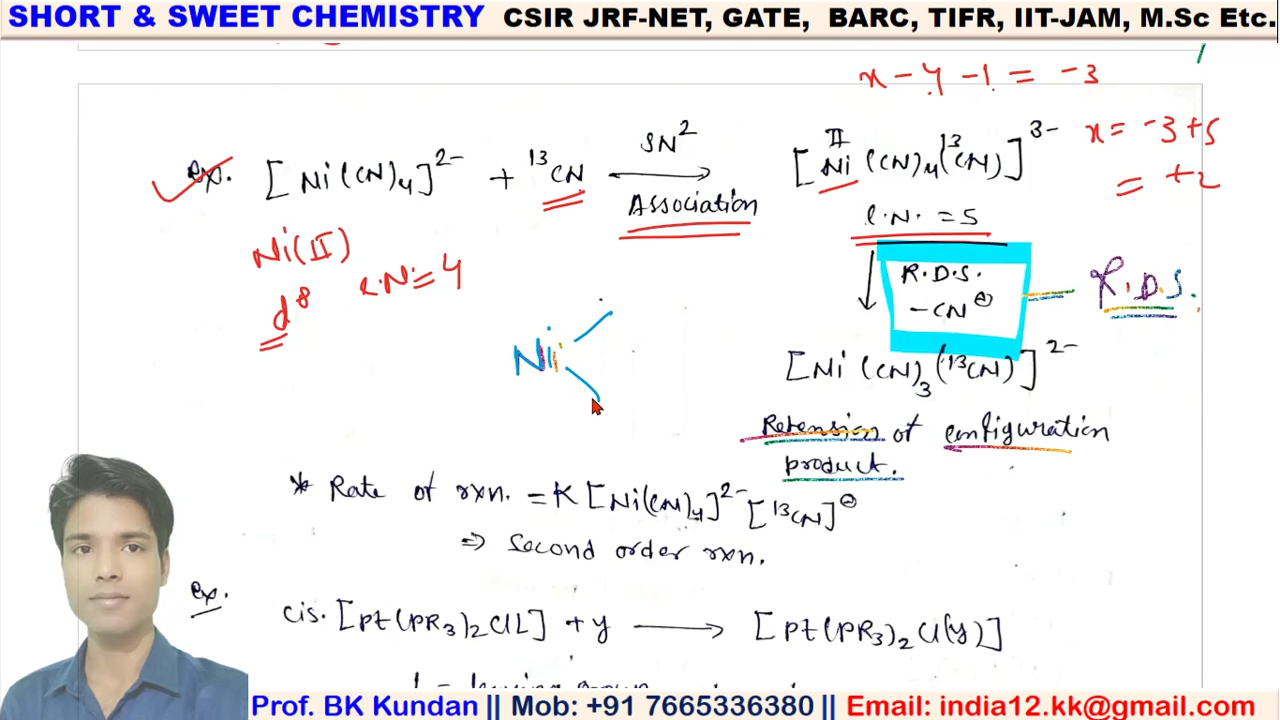 SHORT & SWEET CHEMISTRY CSIR JRF-NET, GATE, BARC, TIFR, IIT-JAM, M.Sc Etc.
x - 4 - 1 = -3
x = -3+5
= +2
ex. [Ni(CN)4]2- + 13CN SN2 [Ni(CN)4(13CN)]3-
II
Association
C.N. = 5
Ni(II)
C.N. = 4
d8
R.D.S.
-CN⊖
R.D.S.
Ni
[Ni(CN)3(13CN)]2-
Retension of configuration
product.
* Rate of rxn. = K[Ni(CN)4]2- [13CN]⊖
⇒ Second order rxn.
ex.
cis. [Pt(PR3)2ClL] + y → [Pt(PR3)2Cl(y)]
Prof. BK Kundan || Mob: +91 7665336380 || Email: india12.kk@gmail.com